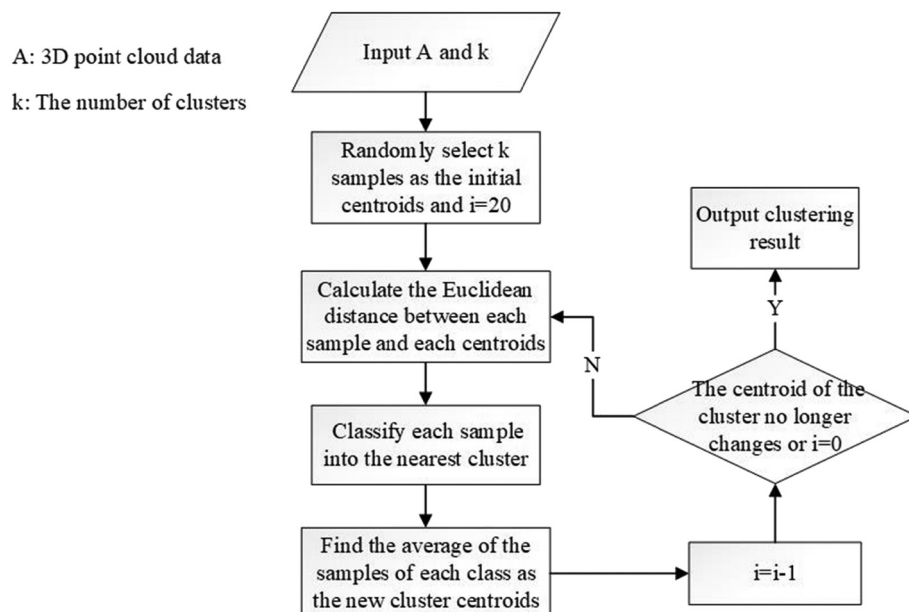 A: 3D point cloud data
k: The number of clusters
Input A and k
Randomly select k
samples as the initial
centroids and i=20
Calculate the Euclidean
distance between each
sample and each centroids
Classify each sample
into the nearest cluster
Find the average of the
samples of each class as
the new cluster centroids
i=i-1
The centroid of the
cluster no longer
changes or i=0
N
Y
Output clustering
result